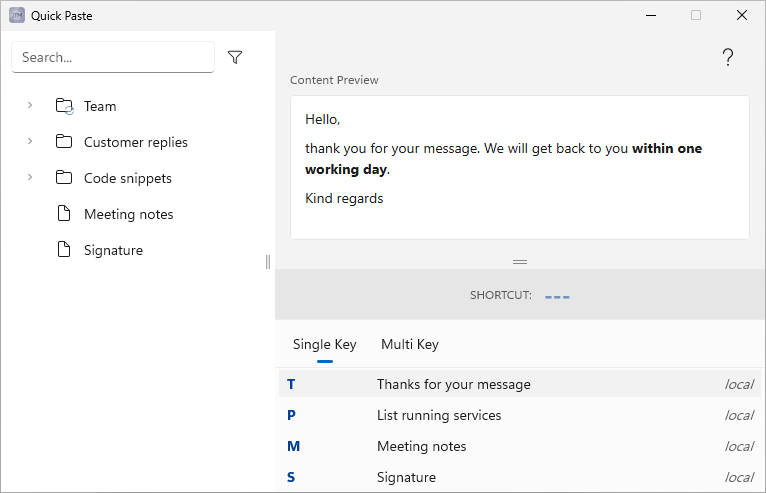 Quick Paste
Search...
Team
Customer replies
Code snippets
Meeting notes
Signature
Content Preview
Hello,
thank you for your message. We will get back to you within one
working day.
Kind regards
SHORTCUT: ---
Single Key Multi Key
T Thanks for your message local
P List running services local
M Meeting notes local
S Signature local